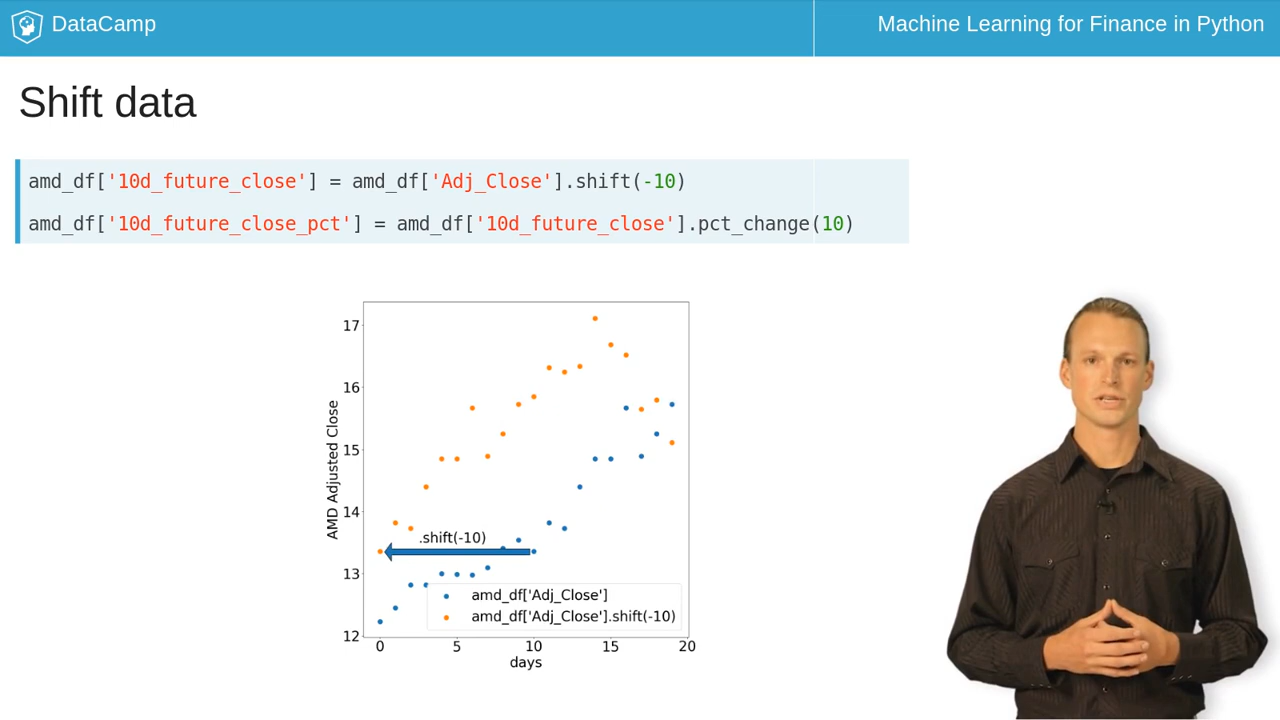 DataCamp
Machine Learning for Finance in Python
Shift data
amd_df['10d_future_close'] = amd_df['Adj_Close'].shift(-10)
amd_df['10d_future_close_pct'] = amd_df['10d_future_close'].pct_change(10)
17
16
15
14
13
12
AMD Adjusted Close
.shift(-10)
amd_df['Adj_Close']
amd_df['Adj_Close'].shift(-10)
0 5 10 15 20
days